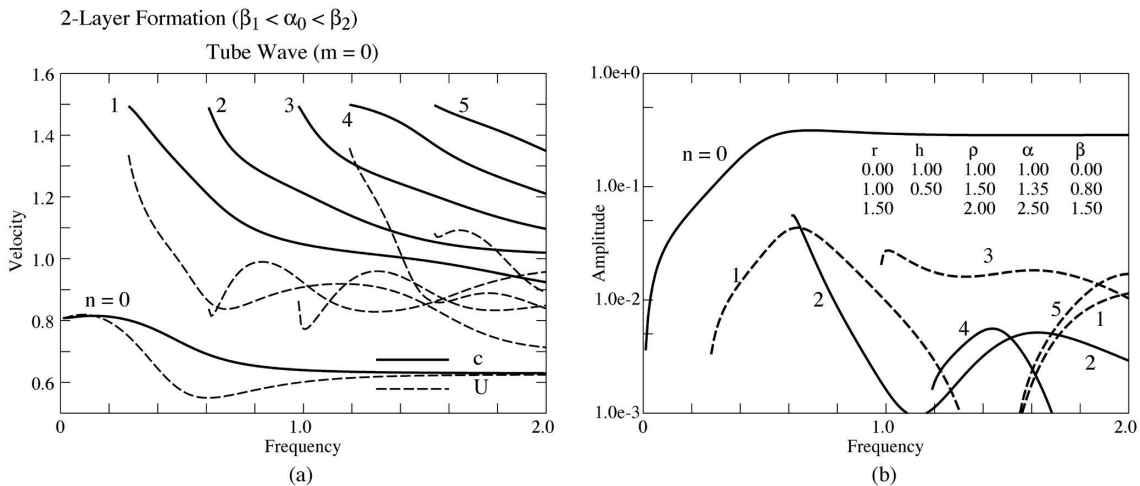 2-Layer Formation (β₁ < α₀ < β₂)
Tube Wave (m = 0)
1.6
1.4
1.2
1.0
0.8
0.6
Velocity
1
2
3
4
5
n = 0
c
U
0
1.0
2.0
Frequency
(a)
1.0e+0
1.0e-1
1.0e-2
1.0e-3
Amplitude
n = 0
r h ρ α β
0.00 1.00 1.00 1.00 0.00
1.00 0.50 1.50 1.35 0.80
1.50 2.00 2.50 1.50
1
2
3
4
5
1
2
0
1.0
2.0
Frequency
(b)